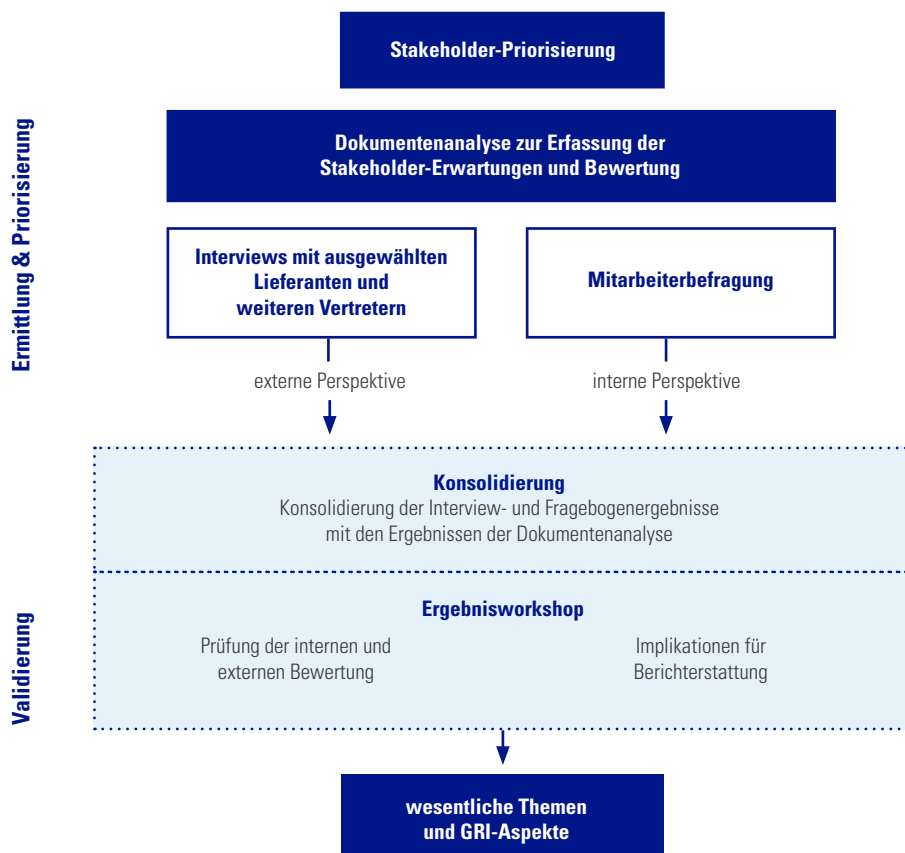 Stakeholder-Priorisierung
Ermittlung & Priorisierung
Dokumentenanalyse zur Erfassung der
Stakeholder-Erwartungen und Bewertung
Interviews mit ausgewählten
Lieferanten und
weiteren Vertretern
Mitarbeiterbefragung
externe Perspektive
interne Perspektive
Konsolidierung
Konsolidierung der Interview- und Fragebogenergebnisse
mit den Ergebnissen der Dokumentenanalyse
Validierung
Ergebnisworkshop
Prüfung der internen und
externen Bewertung
Implikationen für
Berichterstattung
wesentliche Themen
und GRI-Aspekte